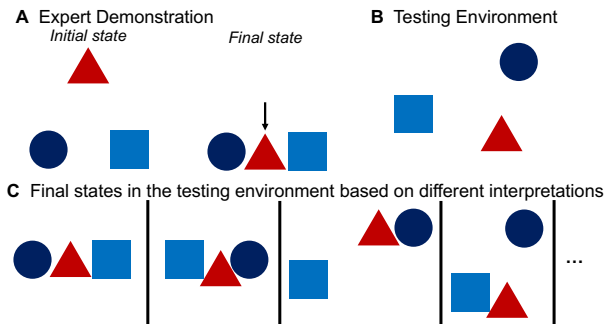 A Expert Demonstration
Initial state
Final state
B Testing Environment
C Final states in the testing environment based on different interpretations
...